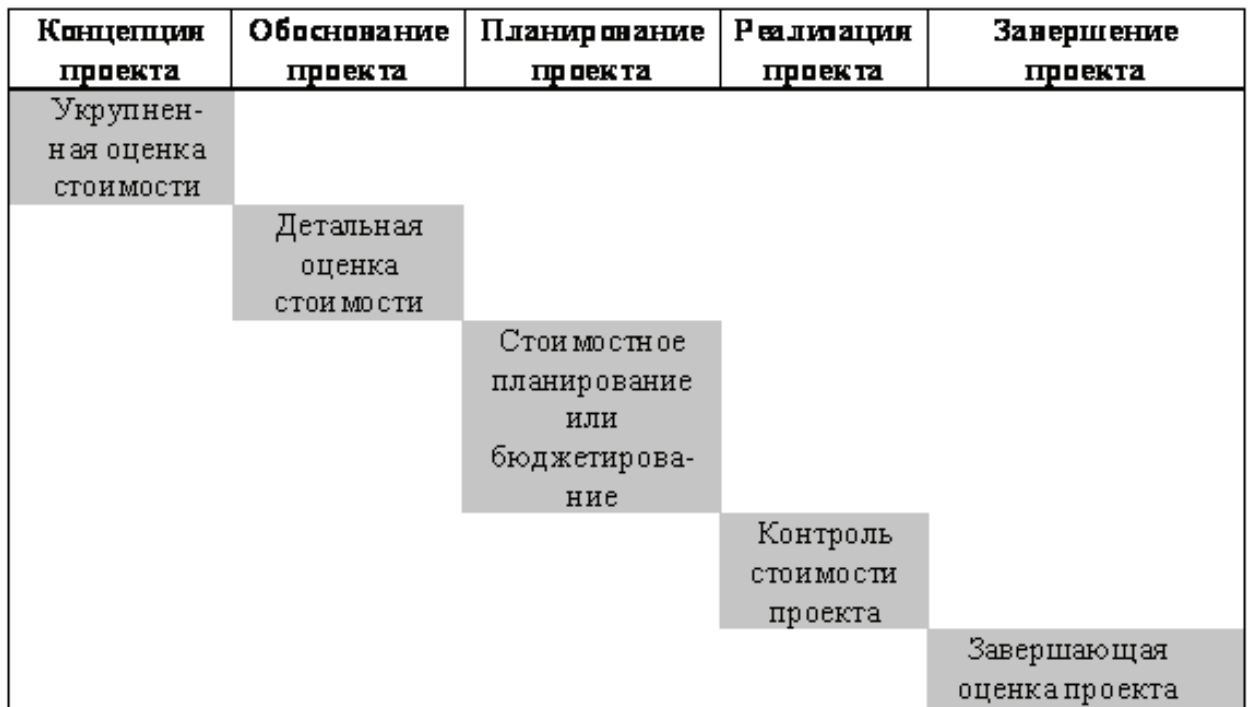 Концепция Обоснование Планирование Реализация Завершение
проекта проекта проекта проекта проекта
Укрупнен-
ная оценка
стоимости
Детальная
оценка
стоимости
Стоимостное
планирование
или
бюджетирова-
ние
Контроль
стоимости
проекта
Завершающая
оценка проекта